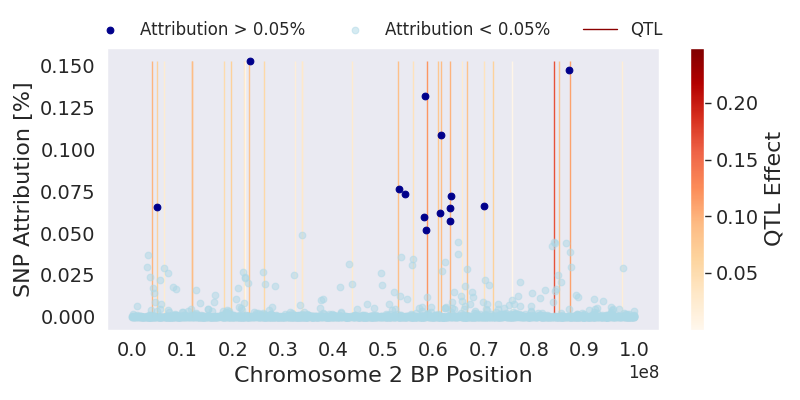 Attribution > 0.05% Attribution < 0.05% QTL
SNP Attribution [%]
0.150
0.125
0.100
0.075
0.050
0.025
0.000
0.0 0.1 0.2 0.3 0.4 0.5 0.6 0.7 0.8 0.9 1.0
1e8
Chromosome 2 BP Position
0.20
0.15
0.10
0.05
QTL Effect